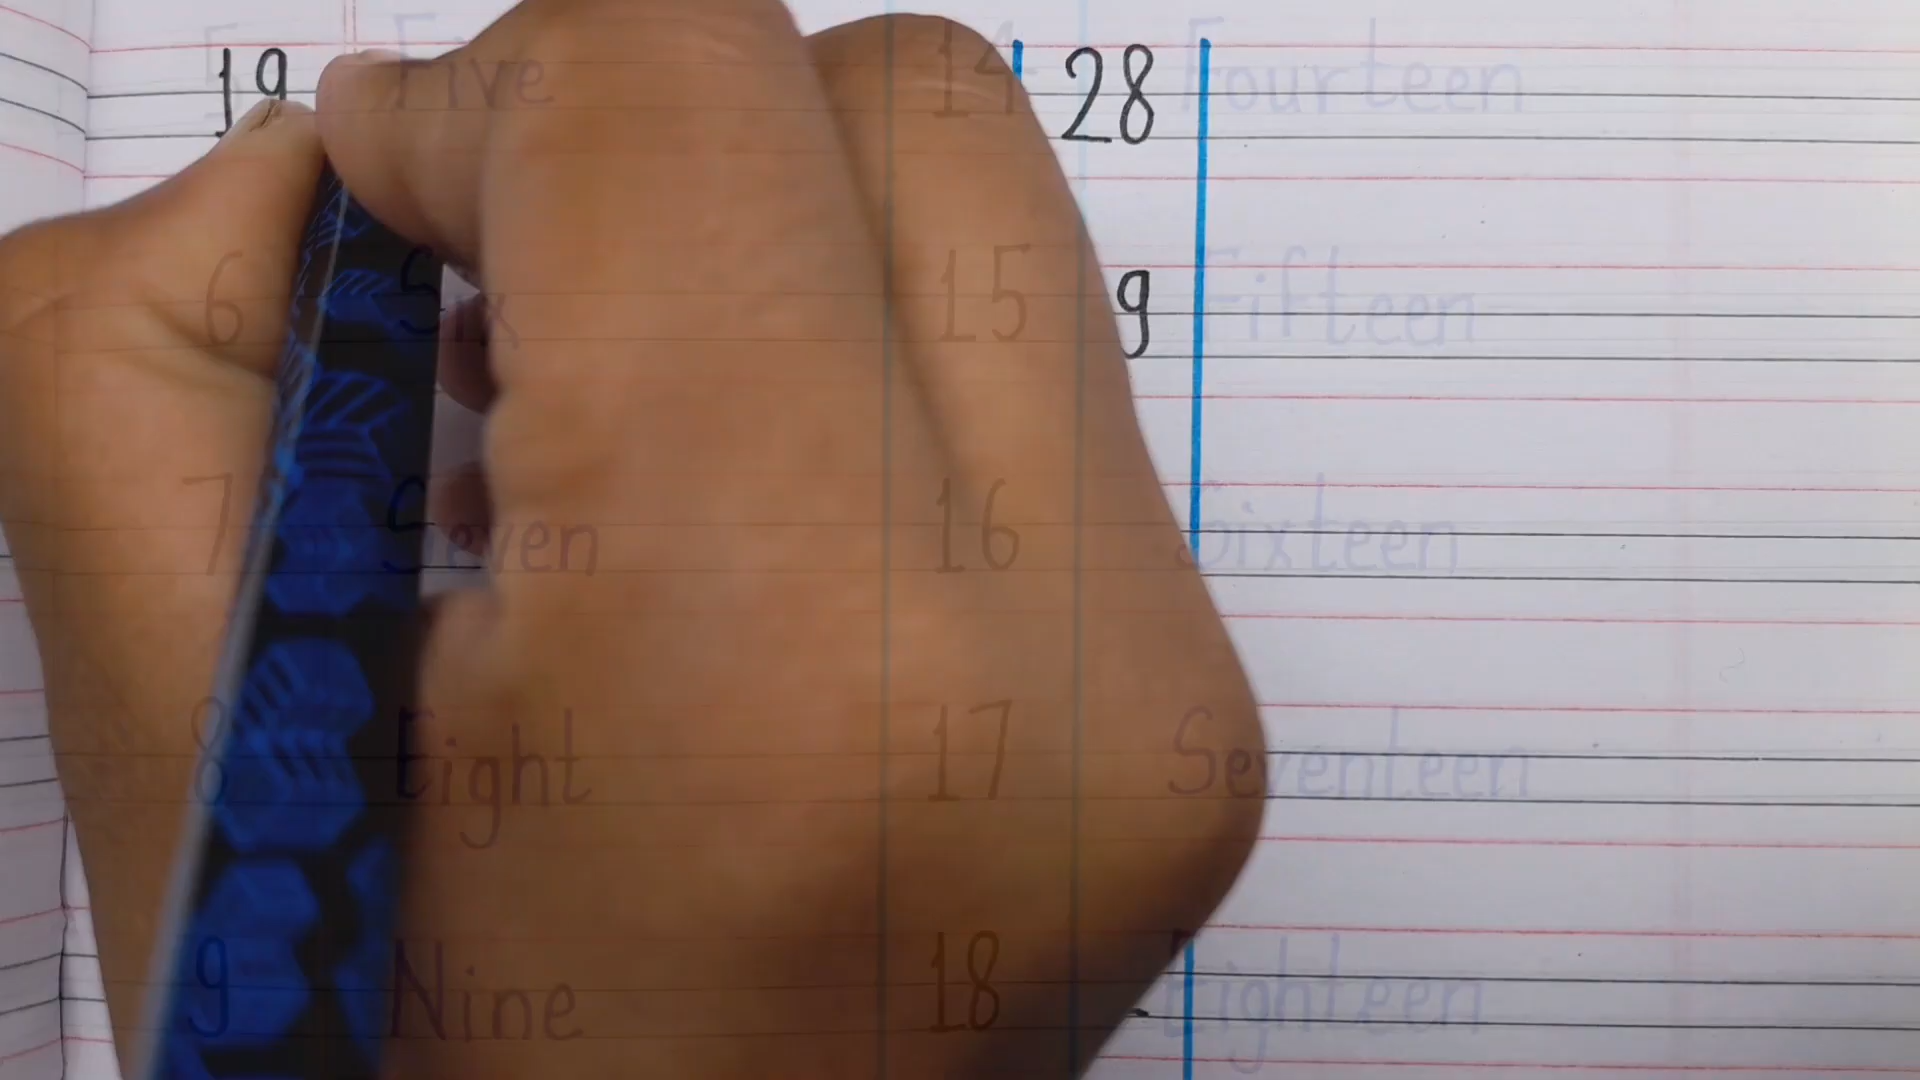 19 Five 14 28 Fourteen
6 Six 15 9 Fifteen
7 Seven 16 Sixteen
8 Eight 17 Seventeen
9 Nine 18 Eighteen